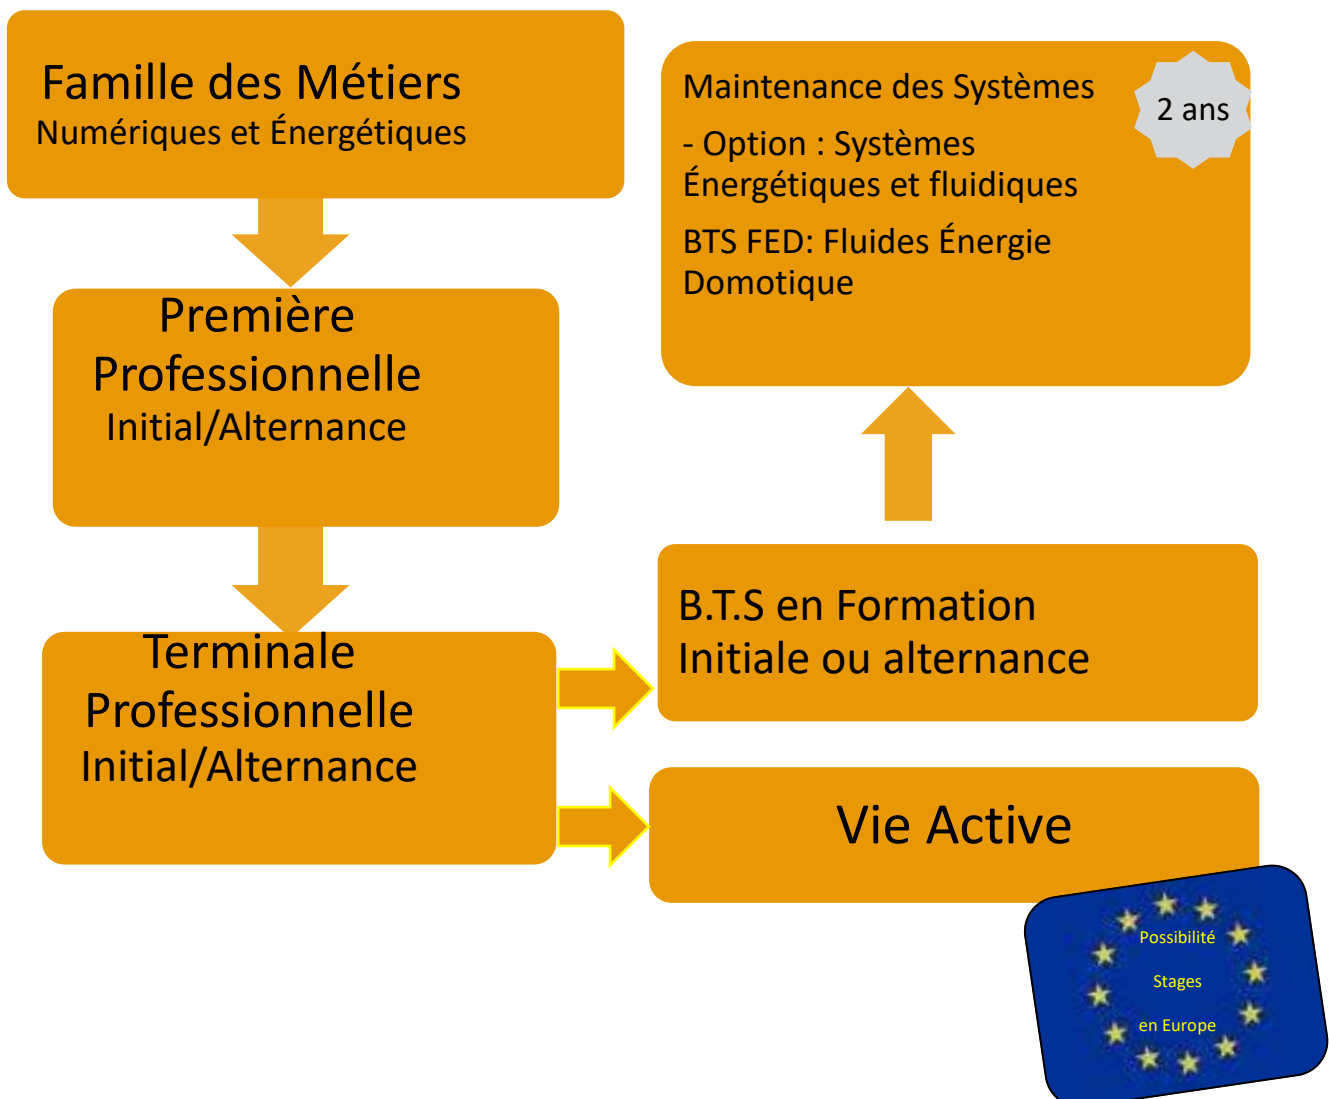 Famille des Métiers
Numériques et Énergétiques
Première
Professionnelle
Initial/Alternance
Terminale
Professionnelle
Initial/Alternance
Maintenance des Systèmes
- Option : Systèmes
Énergétiques et fluidiques
BTS FED: Fluides Énergie
Domotique
2 ans
B.T.S en Formation
Initiale ou alternance
Vie Active
Possibilité
Stages
en Europe